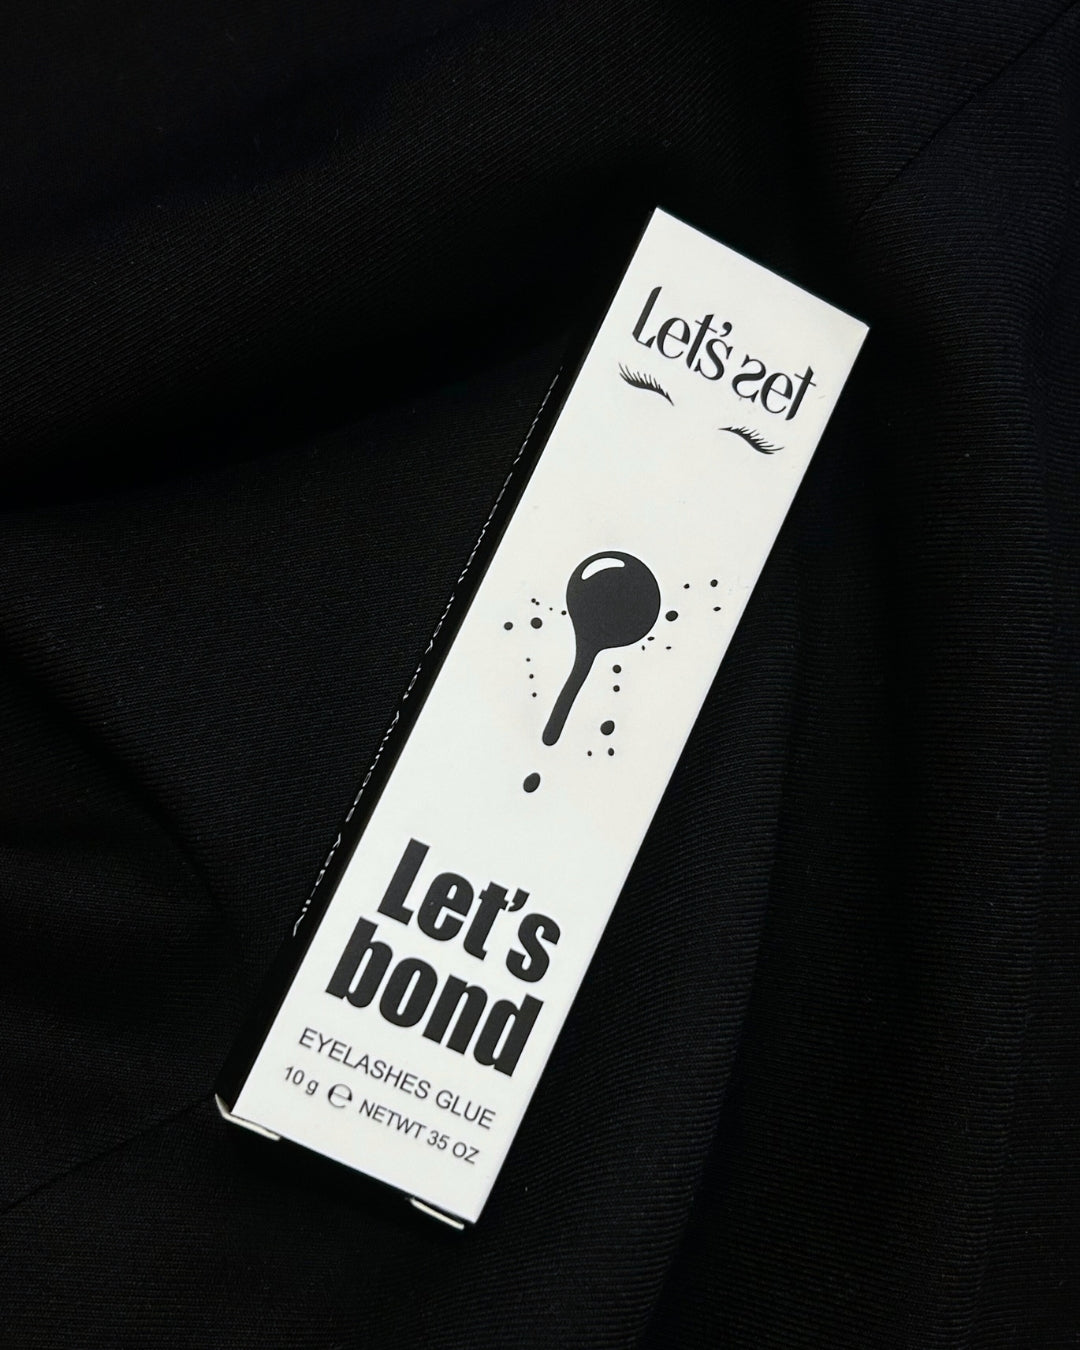 Let's set
Let's
bond
EYELASHES GLUE
10 g ℮ NETWT 35 OZ